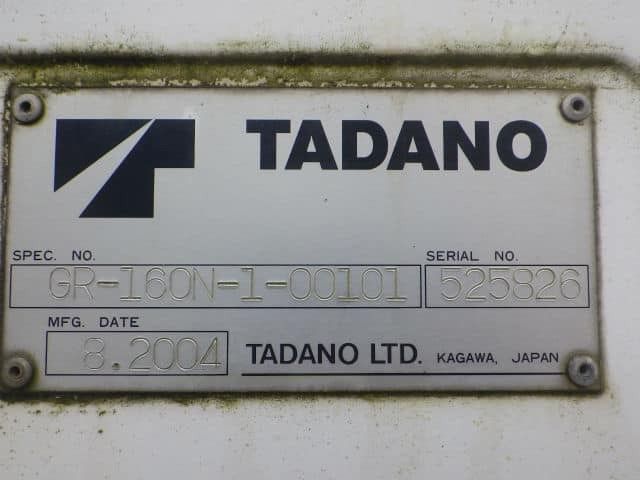 TADANO
SPEC. NO.
GR-160N-1-00101
SERIAL NO.
525826
MFG. DATE
8.2004
TADANO LTD. KAGAWA, JAPAN